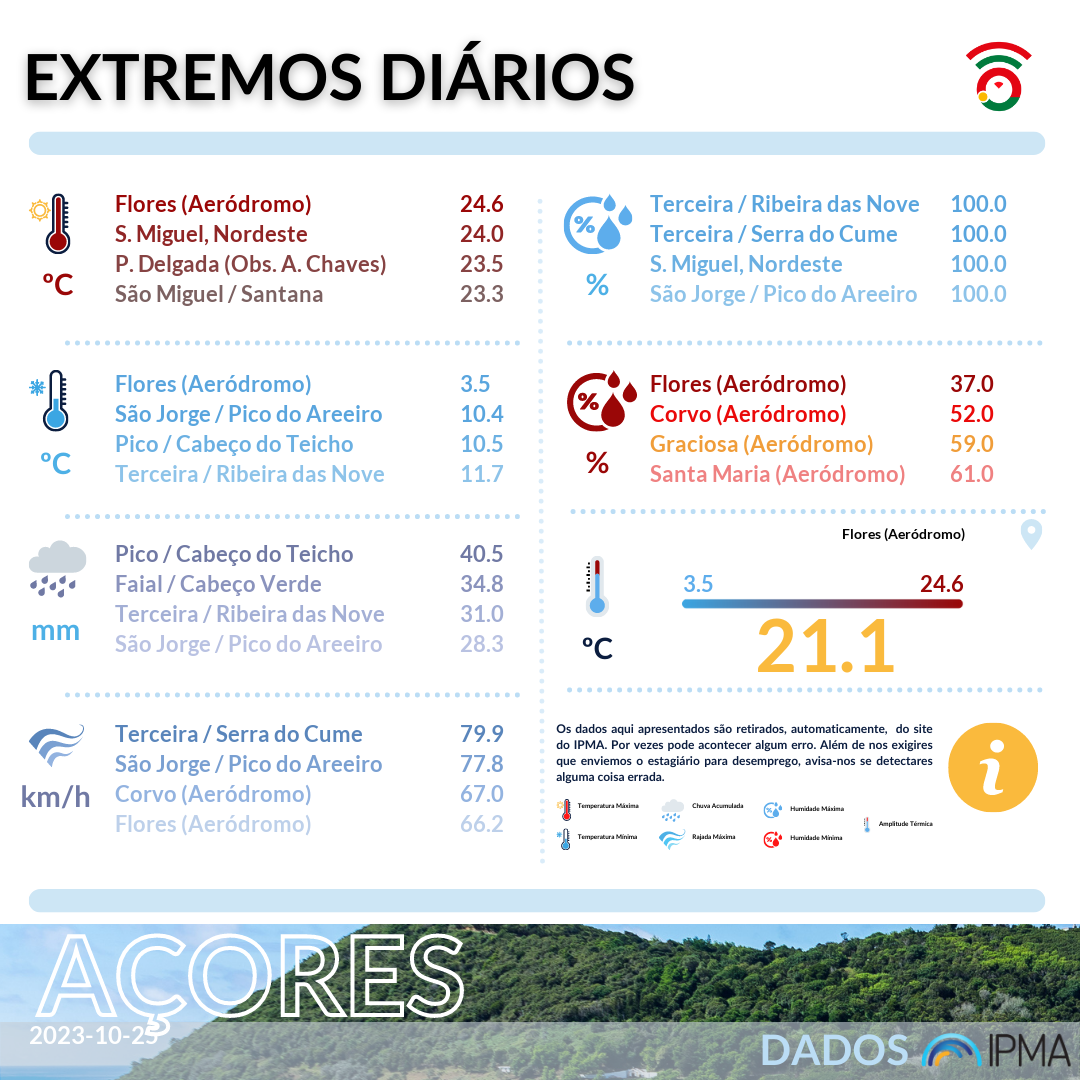 EXTREMOS DIÁRIOS
Flores (Aeródromo) 24.6
S. Miguel, Nordeste 24.0
P. Delgada (Obs. A. Chaves) 23.5
São Miguel / Santana 23.3
ºC
Flores (Aeródromo) 3.5
São Jorge / Pico do Areeiro 10.4
Pico / Cabeço do Teicho 10.5
Terceira / Ribeira das Nove 11.7
ºC
Pico / Cabeço do Teicho 40.5
Faial / Cabeço Verde 34.8
Terceira / Ribeira das Nove 31.0
São Jorge / Pico do Areeiro 28.3
mm
Terceira / Serra do Cume 79.9
São Jorge / Pico do Areeiro 77.8
Corvo (Aeródromo) 67.0
Flores (Aeródromo) 66.2
km/h
%
Terceira / Ribeira das Nove 100.0
Terceira / Serra do Cume 100.0
S. Miguel, Nordeste 100.0
São Jorge / Pico do Areeiro 100.0
%
%
Flores (Aeródromo) 37.0
Corvo (Aeródromo) 52.0
Graciosa (Aeródromo) 59.0
Santa Maria (Aeródromo) 61.0
%
Flores (Aeródromo)
3.5 24.6
21.1
ºC
Os dados aqui apresentados são retirados, automaticamente, do site
do IPMA. Por vezes pode acontecer algum erro. Além de nos exigires
que enviemos o estagiário para desemprego, avisa-nos se detectares
alguma coisa errada.
i
Temperatura Máxima
Chuva Acumulada
Humidade Máxima
Amplitude Térmica
Temperatura Mínima
Rajada Máxima
Humidade Mínima
AÇORES
2023-10-25
DADOS IPMA